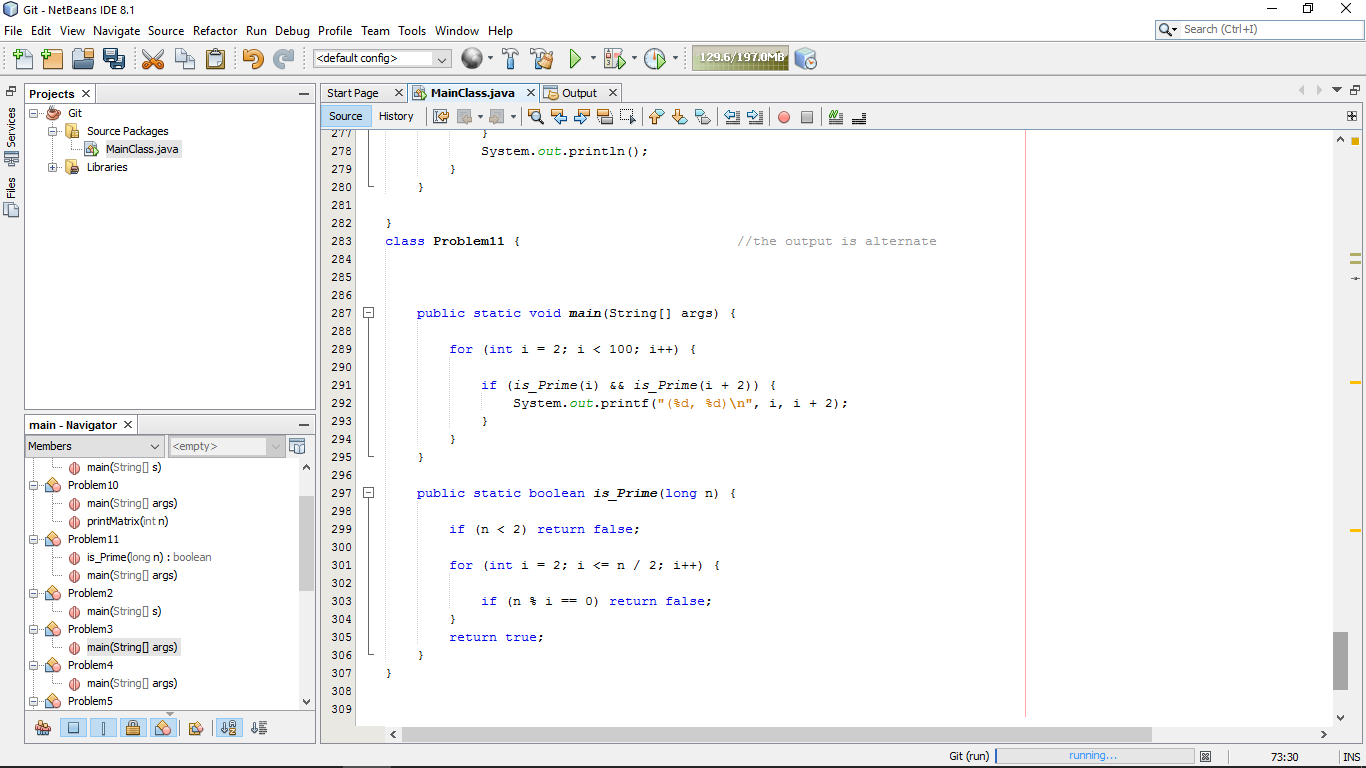 Git - NetBeans IDE 8.1
File Edit View Navigate Source Refactor Run Debug Profile Team Tools Window Help
Search (Ctrl+I)
<default config>
129.6/197.0MB
Services
Files
Projects
Git
Source Packages
MainClass.java
Libraries
main - Navigator
Members
<empty>
main(String[] s)
Problem10
main(String[] args)
printMatrix(int n)
Problem11
is_Prime(long n) : boolean
main(String[] args)
Problem2
main(String[] s)
Problem3
main(String[] args)
Problem4
main(String[] args)
Problem5
Start Page MainClass.java Output
Source History
277 }
278 System.out.println();
279 }
280 }
281
282 }
283 class Problem11 { //the output is alternate
284
285
286
287 public static void main(String[] args) {
288
289 for (int i = 2; i < 100; i++) {
290
291 if (is_Prime(i) && is_Prime(i + 2)) {
292 System.out.printf("(%d, %d)\n", i, i + 2);
293 }
294 }
295 }
296
297 public static boolean is_Prime(long n) {
298
299 if (n < 2) return false;
300
301 for (int i = 2; i <= n / 2; i++) {
302
303 if (n % i == 0) return false;
304 }
305 return true;
306 }
307 }
308
309
Git (run) running... 73:30 INS